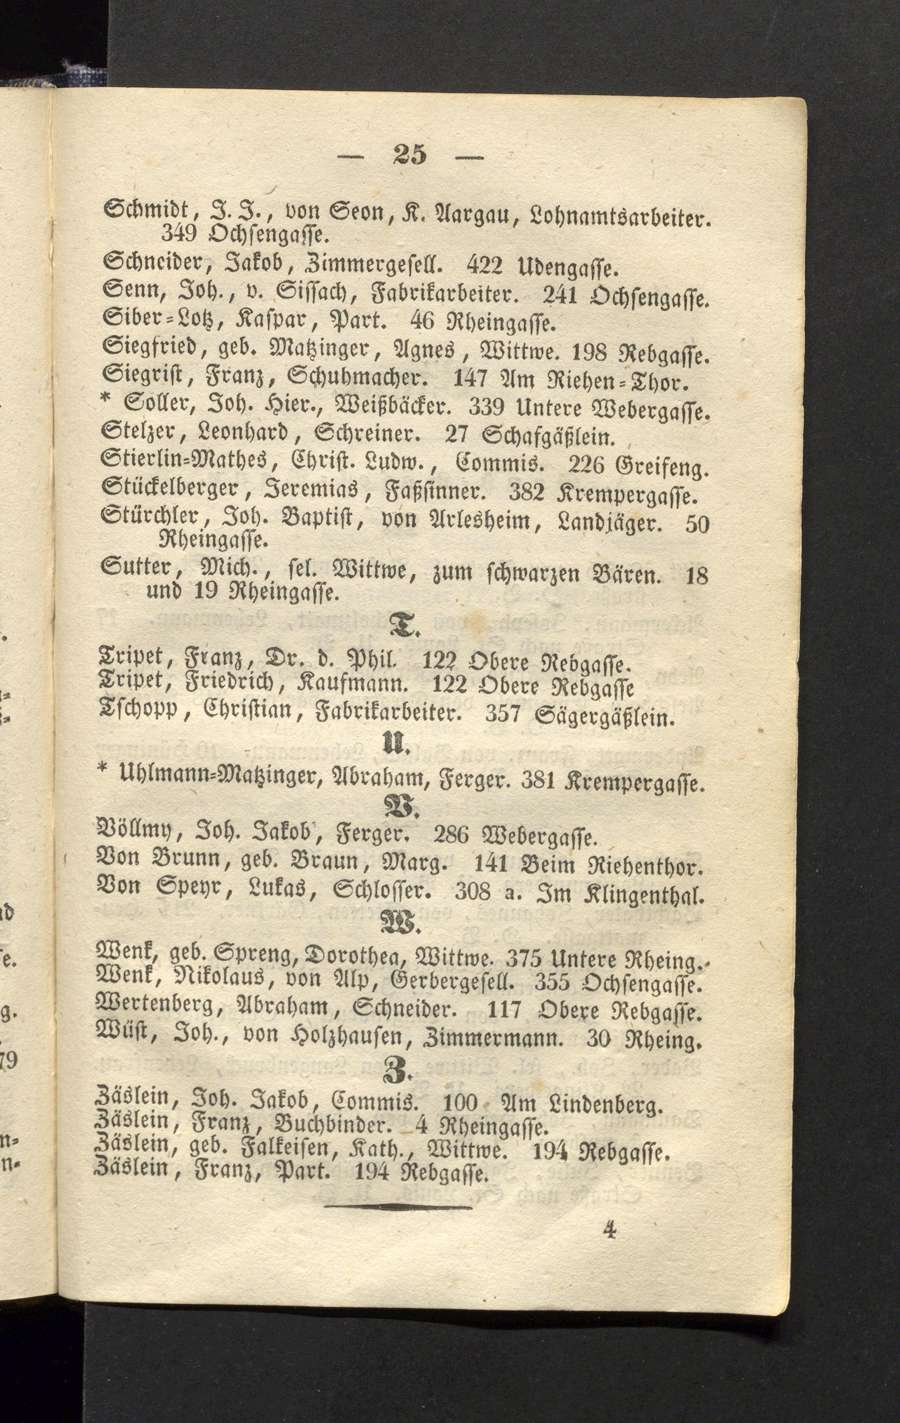 — 25 —
Schmidt, J. J., von Seon, K. Aargau, Lohnamtsarbeiter.
349 Ochsengasse.
Schneider, Jakob, Zimmergesell. 422 Udengasse.
Senn, Joh., v. Sissach, Fabrikarbeiter. 241 Ochsengasse.
Siber=Lotz, Kaspar, Part. 46 Rheingasse.
Siegfried, geb. Matzinger, Agnes, Wittwe. 198 Rebgasse.
Siegrist, Franz, Schuhmacher. 147 Am Riehen=Thor.
* Soller, Joh. Hier., Weißbäcker. 339 Untere Webergasse.
Stelzer, Leonhard, Schreiner. 27 Schafgäßlein.
Stierlin=Mathes, Christ. Ludw., Commis. 226 Greifeng.
Stückelberger, Jeremias, Faßsinner. 382 Krempergasse.
Stürchler, Joh. Baptist, von Arlesheim, Landjäger. 50
Rheingasse.
Sutter, Mich., sel. Wittwe, zum schwarzen Bären. 18
und 19 Rheingasse.
T.
Tripet, Franz, Dr. d. Phil. 122 Obere Rebgasse.
Tripet, Friedrich, Kaufmann. 122 Obere Rebgasse
Tschopp, Christian, Fabrikarbeiter. 357 Sägergäßlein.
U.
* Uhlmann=Matzinger, Abraham, Ferger. 381 Krempergasse.
V.
Völlmy, Joh. Jakob, Ferger. 286 Webergasse.
Von Brunn, geb. Braun, Marg. 141 Beim Riehenthor.
Von Speyr, Lukas, Schlosser. 308 a. Im Klingenthal.
W.
Wenk, geb. Spreng, Dorothea, Wittwe. 375 Untere Rheing.
Wenk, Nikolaus, von Alp, Gerbergesell. 355 Ochsengasse.
Wertenberg, Abraham, Schneider. 117 Obere Rebgasse.
Wüst, Joh., von Holzhausen, Zimmermann. 30 Rheing.
Z.
Zäslein, Joh. Jakob, Commis. 100 Am Lindenberg.
Zäslein, Franz, Buchbinder. 4 Rheingasse.
Zäslein, geb. Falkeisen, Kath., Wittwe. 194 Rebgasse.
Zäslein, Franz, Part. 194 Rebgasse.
4